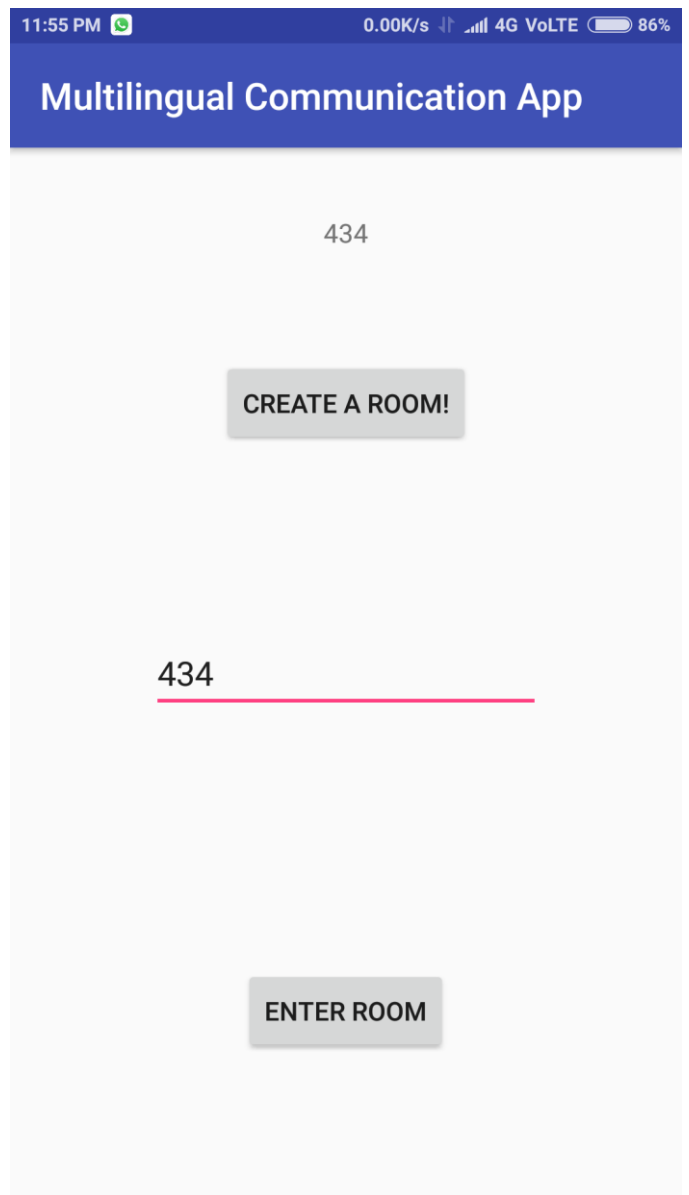 11:55 PM 0.00K/s 4G VoLTE 86%
Multilingual Communication App
434
CREATE A ROOM!
434
ENTER ROOM